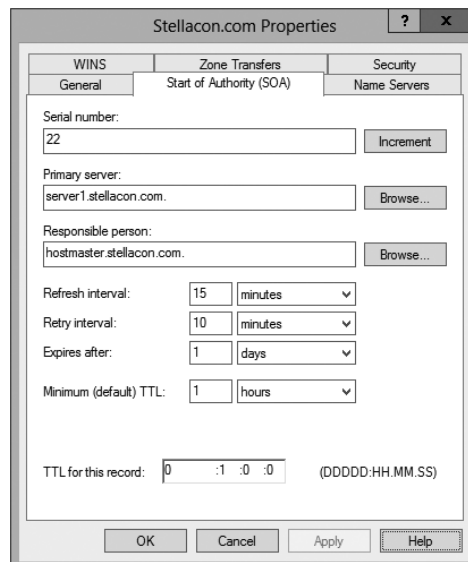 Stellacon.com Properties ? x
WINS Zone Transfers Security
General Start of Authority (SOA) Name Servers
Serial number:
22 Increment
Primary server:
server1.stellacon.com. Browse...
Responsible person:
hostmaster.stellacon.com. Browse...
Refresh interval: 15 minutes
Retry interval: 10 minutes
Expires after: 1 days
Minimum (default) TTL: 1 hours
TTL for this record: 0 :1 :0 :0 (DDDDD:HH.MM.SS)
OK Cancel Apply Help